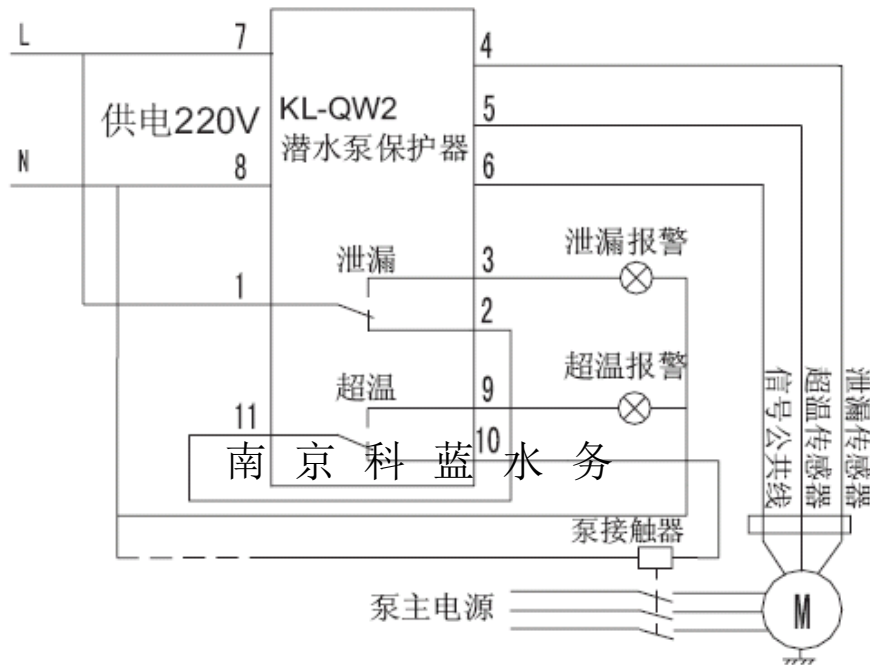 L
7
4
供电220V
KL-QW2
潜水泵保护器
5
N
8
6
泄漏
3
泄漏报警
1
2
超温
9
超温报警
11
10
南京科蓝水务
信号公共线
超温传感器
泄漏传感器
泵接触器
泵主电源
M